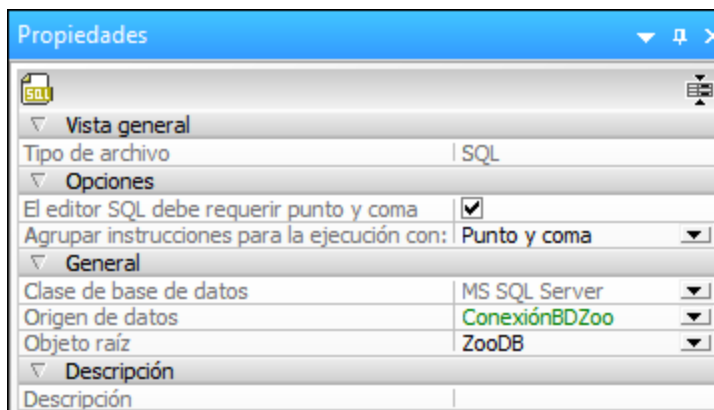 Propiedades
SQL
Vista general
Tipo de archivo SQL
Opciones
El editor SQL debe requerir punto y coma
Agrupar instrucciones para la ejecución con: Punto y coma
General
Clase de base de datos MS SQL Server
Origen de datos ConexiónBDZoo
Objeto raíz ZooDB
Descripción
Descripción